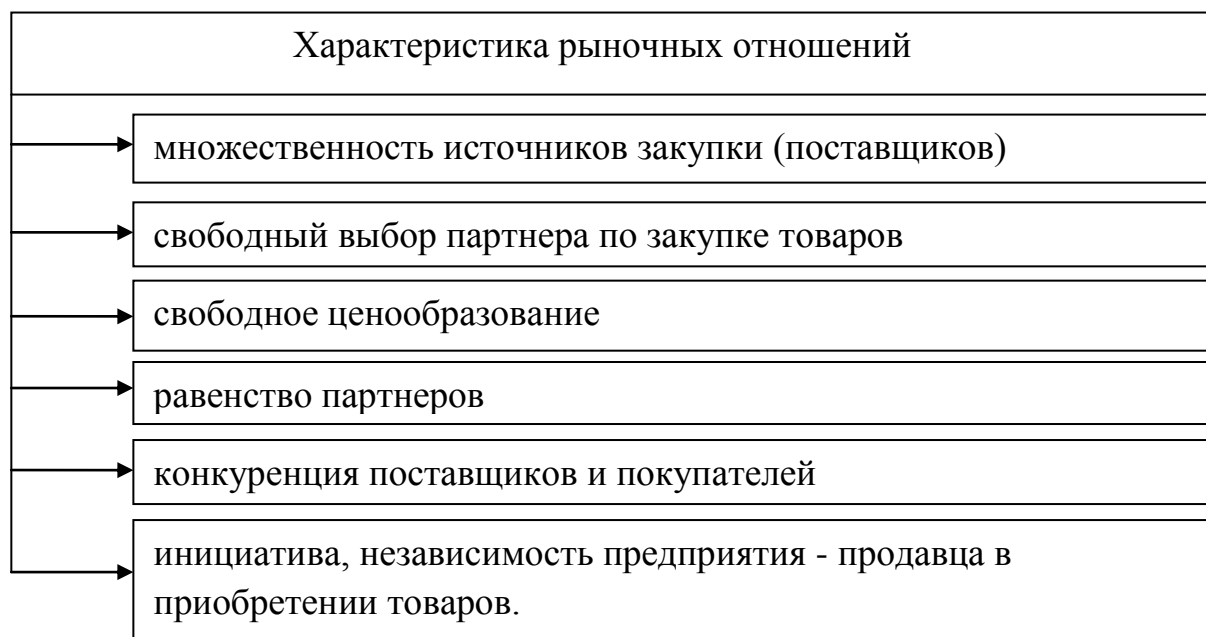 Характеристика рыночных отношений
множественность источников закупки (поставщиков)
свободный выбор партнера по закупке товаров
свободное ценообразование
равенство партнеров
конкуренция поставщиков и покупателей
инициатива, независимость предприятия - продавца в
приобретении товаров.